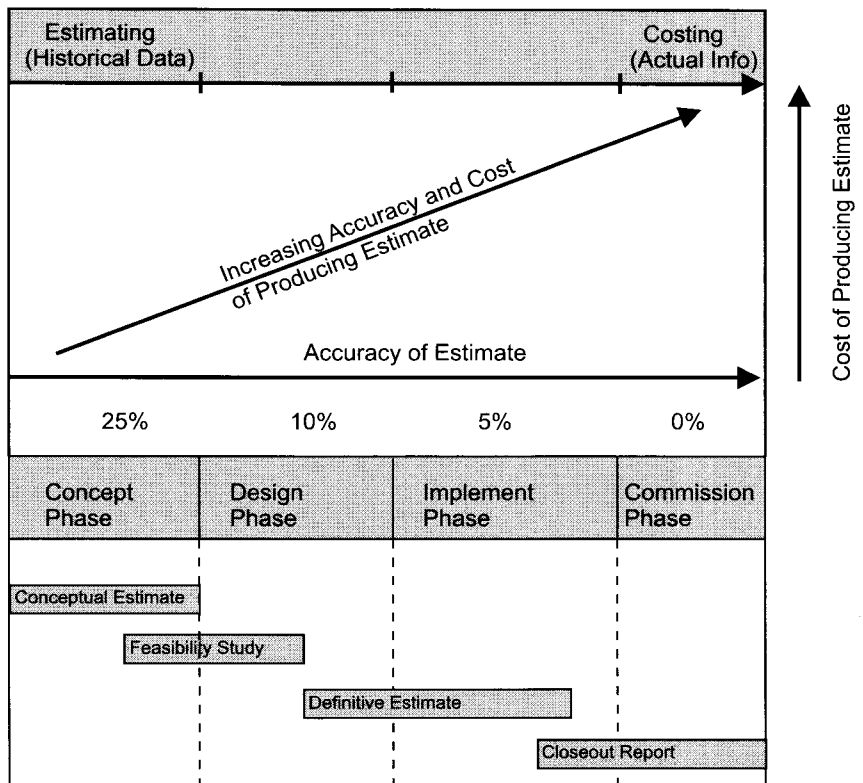 Estimating
(Historical Data)
Costing
(Actual Info)
Increasing Accuracy and Cost
of Producing Estimate
Cost of Producing Estimate
Accuracy of Estimate
25%
10%
5%
0%
Concept
Phase
Design
Phase
Implement
Phase
Commission
Phase
Conceptual Estimate
Feasibility Study
Definitive Estimate
Closeout Report